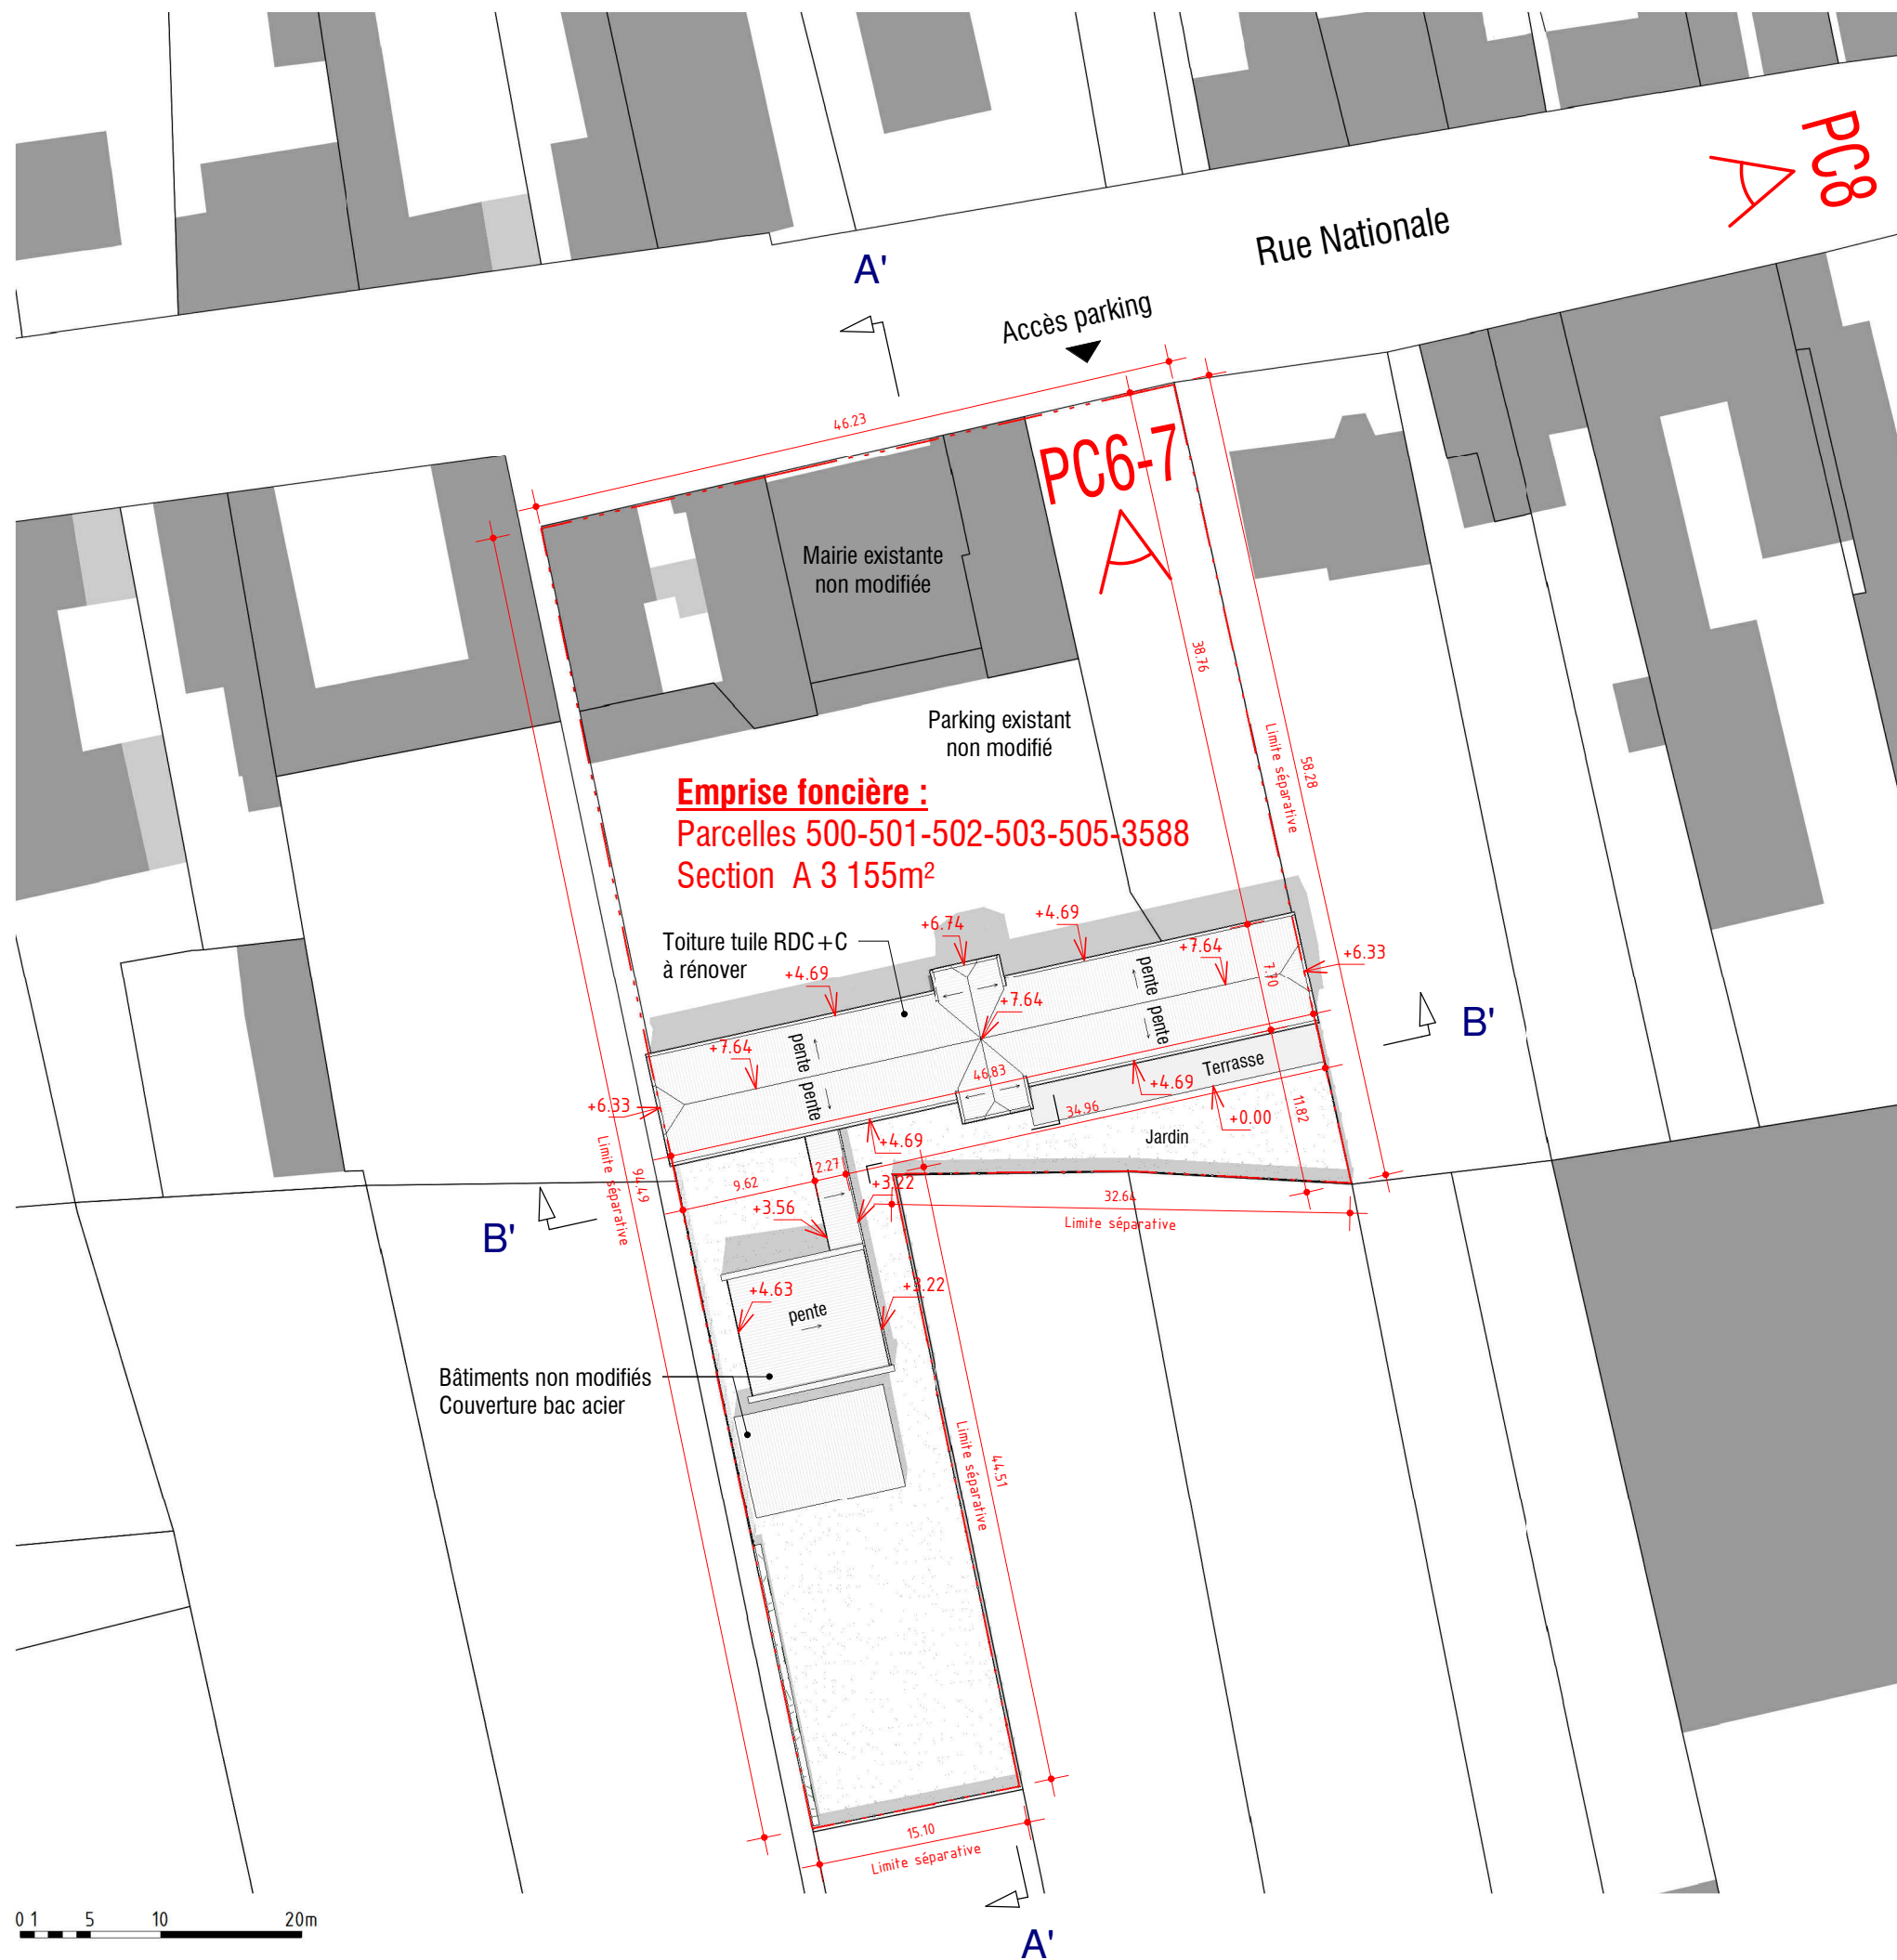 PC8
Rue Nationale
A'
Accès parking
46.23
PC6-7
Mairie existante
non modifiée
38.76
Parking existant
non modifié
Limite séparative
58.28
Emprise foncière :
Parcelles 500-501-502-503-505-3588
Section A 3 155m²
+6.74
+4.69
Toiture tuile RDC+C
à rénover
+4.69
+7.64
+6.33
pente
7.70
+7.64
B'
pente
pente
+7.64
Terrasse
46.83
+4.69
pente
+6.33
34.96
+0.00
11.82
+4.69
Jardin
Limite séparative
94.49
2.27
9.62
+3.22
+3.56
32.64
Limite séparative
B'
+4.63
+3.22
pente
Bâtiments non modifiés
Couverture bac acier
Limite séparative
44.51
15.10
Limite séparative
0 1 5 10 20m
A'